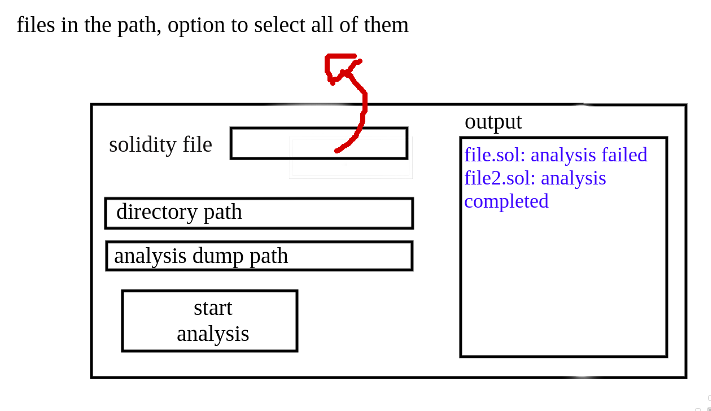 files in the path, option to select all of them
solidity file
directory path
analysis dump path
start
analysis
output
file.sol: analysis failed
file2.sol: analysis
completed